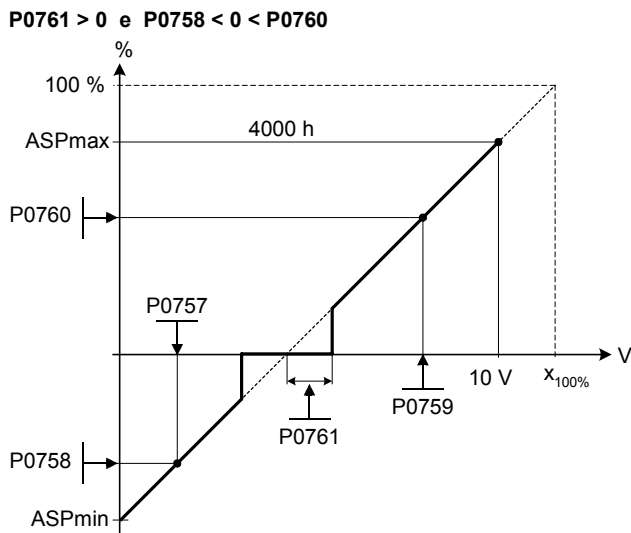 P0761 > 0 e P0758 < 0 < P0760
%
100 %
ASPmax
4000 h
P0760
P0757
V
10 V
x100%
P0759
P0761
P0758
ASPmin